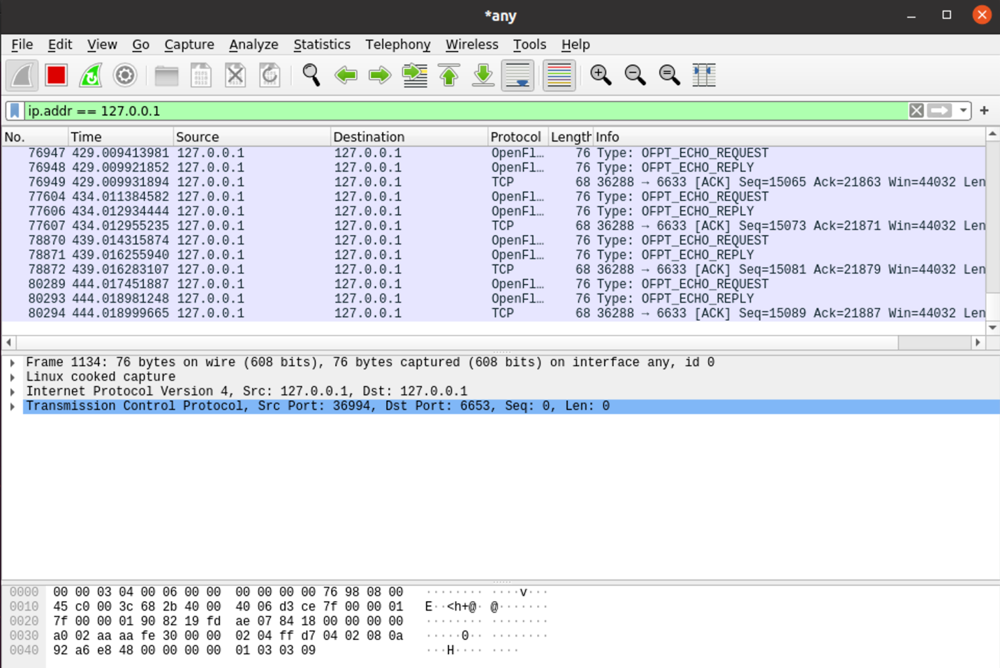 *any
File Edit View Go Capture Analyze Statistics Telephony Wireless Tools Help
ip.addr == 127.0.0.1
No. Time Source Destination Protocol Length Info
76947 429.009413981 127.0.0.1 127.0.0.1 OpenFl… 76 Type: OFPT_ECHO_REQUEST
76948 429.009921852 127.0.0.1 127.0.0.1 OpenFl… 76 Type: OFPT_ECHO_REPLY
76949 429.009931894 127.0.0.1 127.0.0.1 TCP 68 36288 → 6633 [ACK] Seq=15065 Ack=21863 Win=44032 Len
77604 434.011384582 127.0.0.1 127.0.0.1 OpenFl… 76 Type: OFPT_ECHO_REQUEST
77606 434.012934444 127.0.0.1 127.0.0.1 OpenFl… 76 Type: OFPT_ECHO_REPLY
77607 434.012955235 127.0.0.1 127.0.0.1 TCP 68 36288 → 6633 [ACK] Seq=15073 Ack=21871 Win=44032 Len
78870 439.014315874 127.0.0.1 127.0.0.1 OpenFl… 76 Type: OFPT_ECHO_REQUEST
78871 439.016255940 127.0.0.1 127.0.0.1 OpenFl… 76 Type: OFPT_ECHO_REPLY
78872 439.016283107 127.0.0.1 127.0.0.1 TCP 68 36288 → 6633 [ACK] Seq=15081 Ack=21879 Win=44032 Len
80289 444.017451887 127.0.0.1 127.0.0.1 OpenFl… 76 Type: OFPT_ECHO_REQUEST
80293 444.018981248 127.0.0.1 127.0.0.1 OpenFl… 76 Type: OFPT_ECHO_REPLY
80294 444.018999665 127.0.0.1 127.0.0.1 TCP 68 36288 → 6633 [ACK] Seq=15089 Ack=21887 Win=44032 Len
Frame 1134: 76 bytes on wire (608 bits), 76 bytes captured (608 bits) on interface any, id 0
Linux cooked capture
Internet Protocol Version 4, Src: 127.0.0.1, Dst: 127.0.0.1
Transmission Control Protocol, Src Port: 36994, Dst Port: 6653, Seq: 0, Len: 0
0000 00 00 03 04 00 06 00 00 00 00 00 00 76 98 08 00 ········ ····v···
0010 45 c0 00 3c 68 2b 40 00 40 06 d3 ce 7f 00 00 01 E··<h+@· @·······
0020 7f 00 00 01 90 82 19 fd ae 07 84 18 00 00 00 00 ········ ········
0030 a0 02 aa aa fe 30 00 00 02 04 ff d7 04 02 08 0a ·····0·· ········
0040 92 a6 e8 48 00 00 00 00 01 03 03 09 ···H···· ····